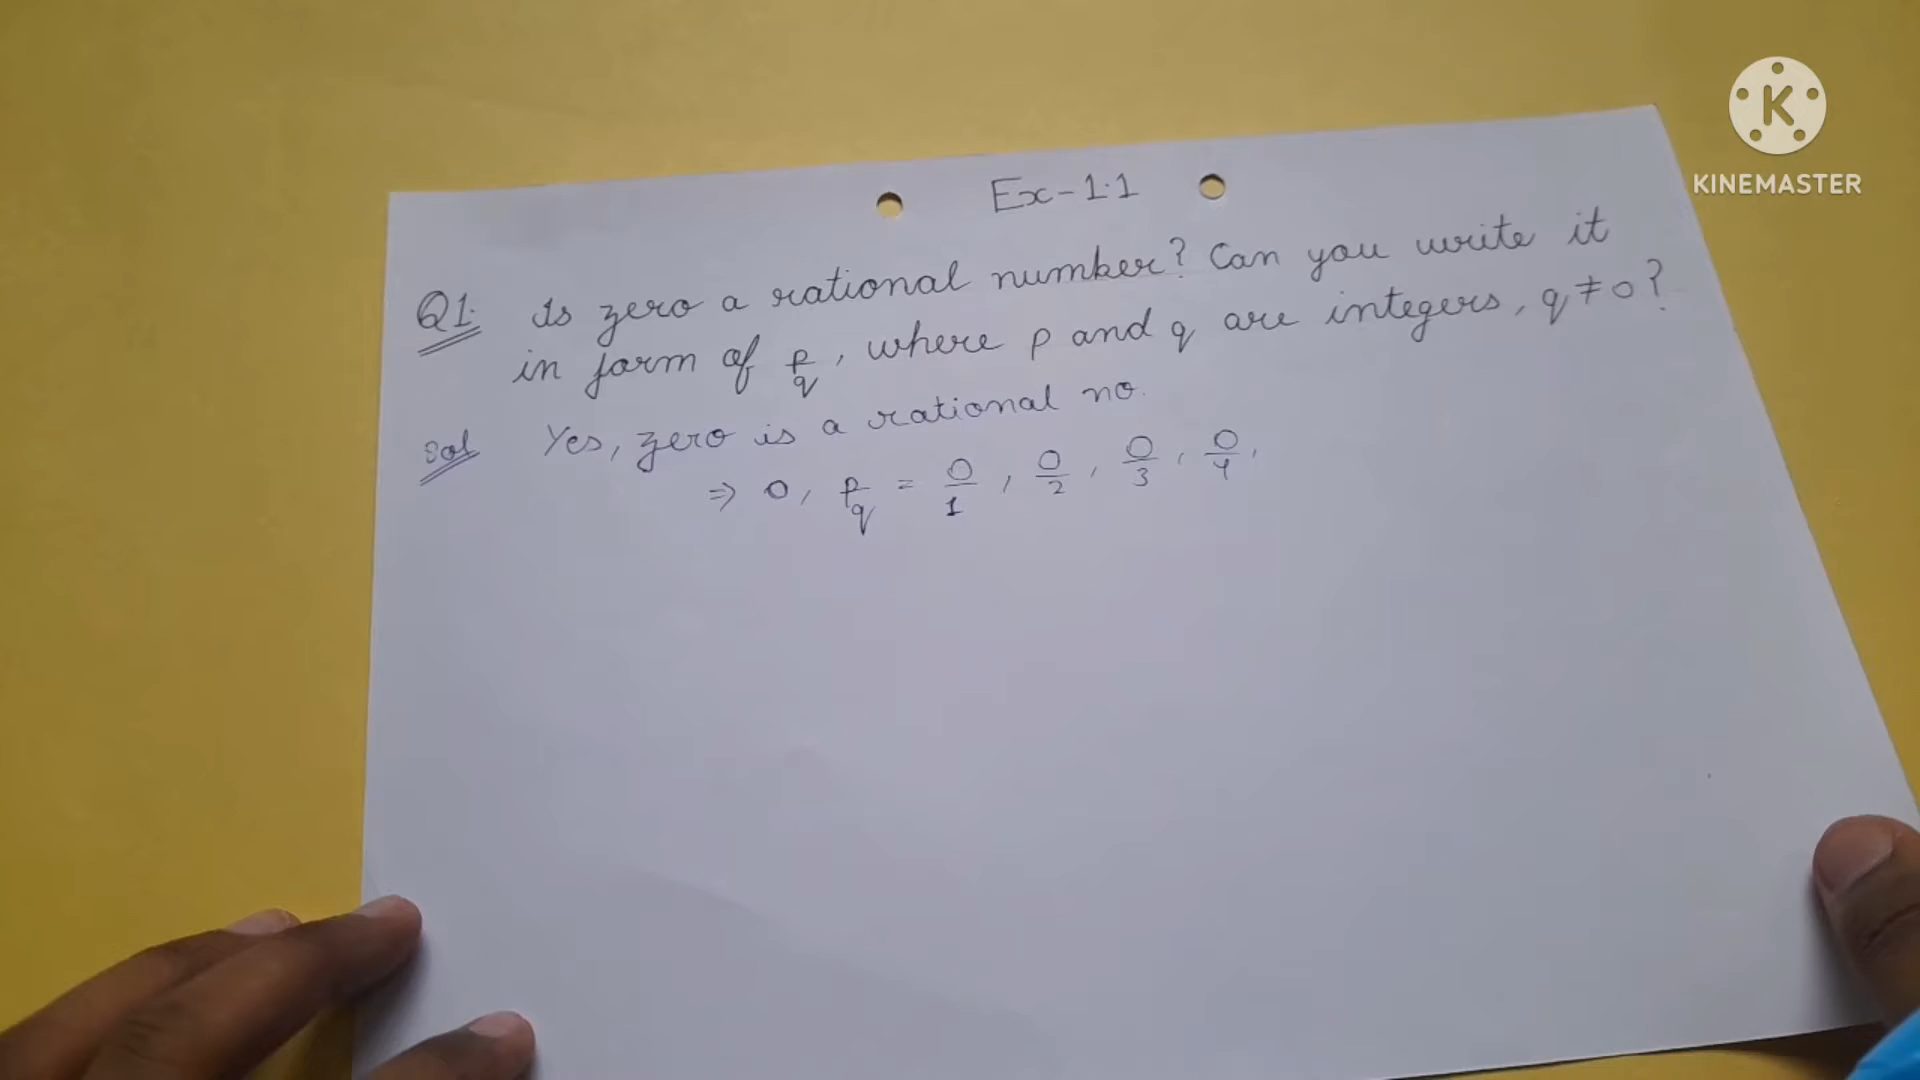 Ex-1.1
Q1. Is zero a rational number? Can you write it
in form of p/q, where p and q are integers, q ≠ 0?
Sol Yes, zero is a rational no.
⇒ 0, p/q = 0/1, 0/2, 0/3, 0/4,
K
KINEMASTER